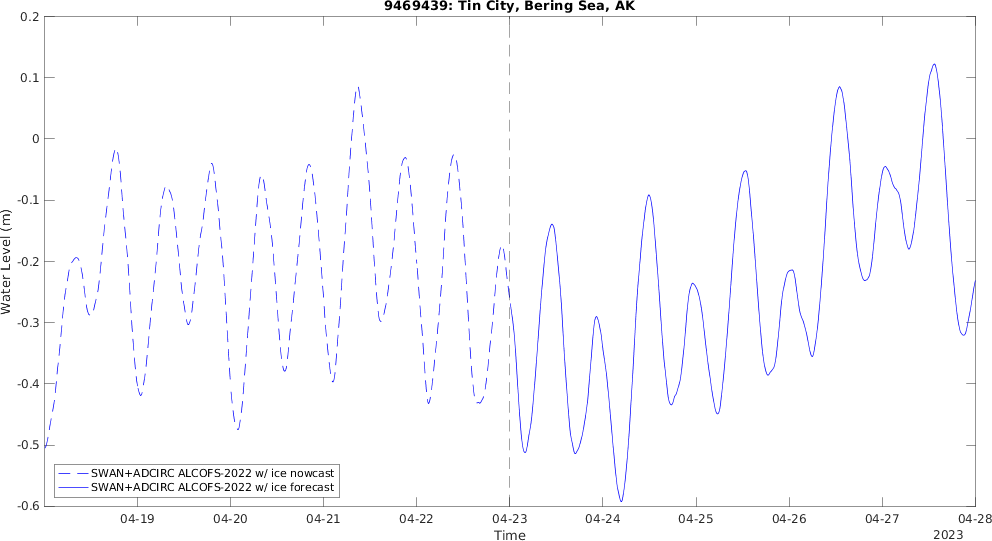 9469439: Tin City, Bering Sea, AK
0.2
0.1
0
-0.1
-0.2
-0.3
-0.4
-0.5
-0.6
Water Level (m)
SWAN+ADCIRC ALCOFS-2022 w/ ice nowcast
SWAN+ADCIRC ALCOFS-2022 w/ ice forecast
04-19 04-20 04-21 04-22 04-23 04-24 04-25 04-26 04-27 04-28
Time
2023